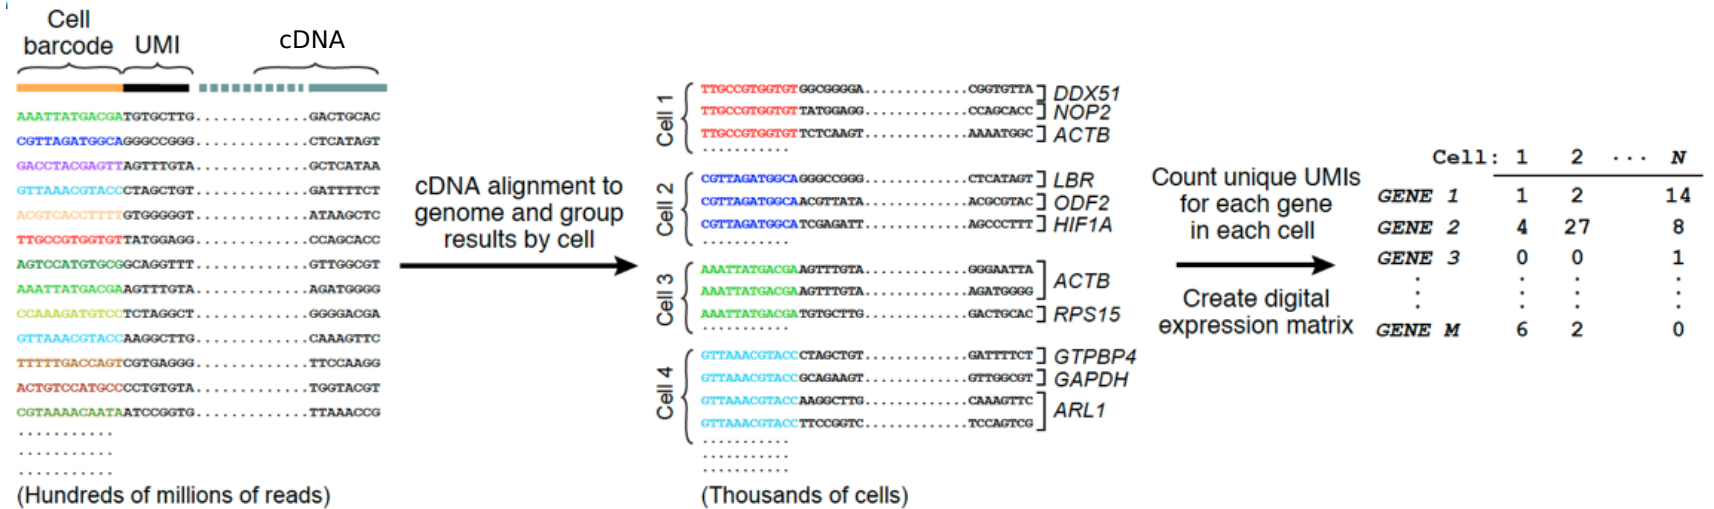 Cell
barcode UMI cDNA
AAATTATGACGATGTGCTTG..............GACTGCAC
CGTTAGATGGCAGGGCCGGG..............CTCATAGT
GACCTACGAGTTAGTTTGTA..............GCTCATAA
GTTAAACGTACCCTAGCTGT..............GATTTTCT
ACGTCACCTTTTGTGGGGGT..............ATAAGCTC
TTGCCGTGGTGTTATGGAGG..............CCAGCACC
AGTCCATGTGCGGCAGGTTT..............GTTGGCGT
AAATTATGACGAAGTTTGTA..............AGATGGGG
CCAAAGATGTCCTCTAGGCT..............GGGGACGA
GTTAAACGTACCAAGGCTTG..............CAAAGTTC
TTTTTGACCAGTCGTGAGGG..............TTCCAAGG
ACTGTCCATGCCCCTGTGTA..............TGGTACGT
CGTAAAACAATAATCCGGTG..............TTAAACCG
...........
...........
...........
(Hundreds of millions of reads)
cDNA alignment to
genome and group
results by cell
Cell 1
TTGCCGTGGTGTGGCGGGGA.............CGGTGTTA DDX51
TTGCCGTGGTGTTATGGAGG.............CCAGCACC NOP2
TTGCCGTGGTGTTCTCAAGT.............AAAATGGC ACTB
...........
Cell 2
CGTTAGATGGCAGGGCCGGG.............CTCATAGT LBR
CGTTAGATGGCAACGTTATA.............ACGCGTAC ODF2
CGTTAGATGGCATCGAGATT.............AGCCCTTT HIF1A
...........
Cell 3
AAATTATGACGAAGTTTGTA.............GGGAATTA
ACTB
AAATTATGACGAAGTTTGTA.............AGATGGGG
AAATTATGACGATGTGCTTG.............GACTGCAC RPS15
...........
Cell 4
GTTAAACGTACCCTAGCTGT.............GATTTTCT GTPBP4
GTTAAACGTACCGCAGAAGT.............GTTGGCGT GAPDH
GTTAAACGTACCAAGGCTTG.............CAAAGTTC
ARL1
GTTAAACGTACCTTCCGGTC.............TCCAGTCG
...........
...........
...........
(Thousands of cells)
Count unique UMIs
for each gene
in each cell
Create digital
expression matrix
Cell: 1 2 ... N
GENE 1 1 2 14
GENE 2 4 27 8
GENE 3 0 0 1
. . . .
. . . .
. . . .
GENE M 6 2 0